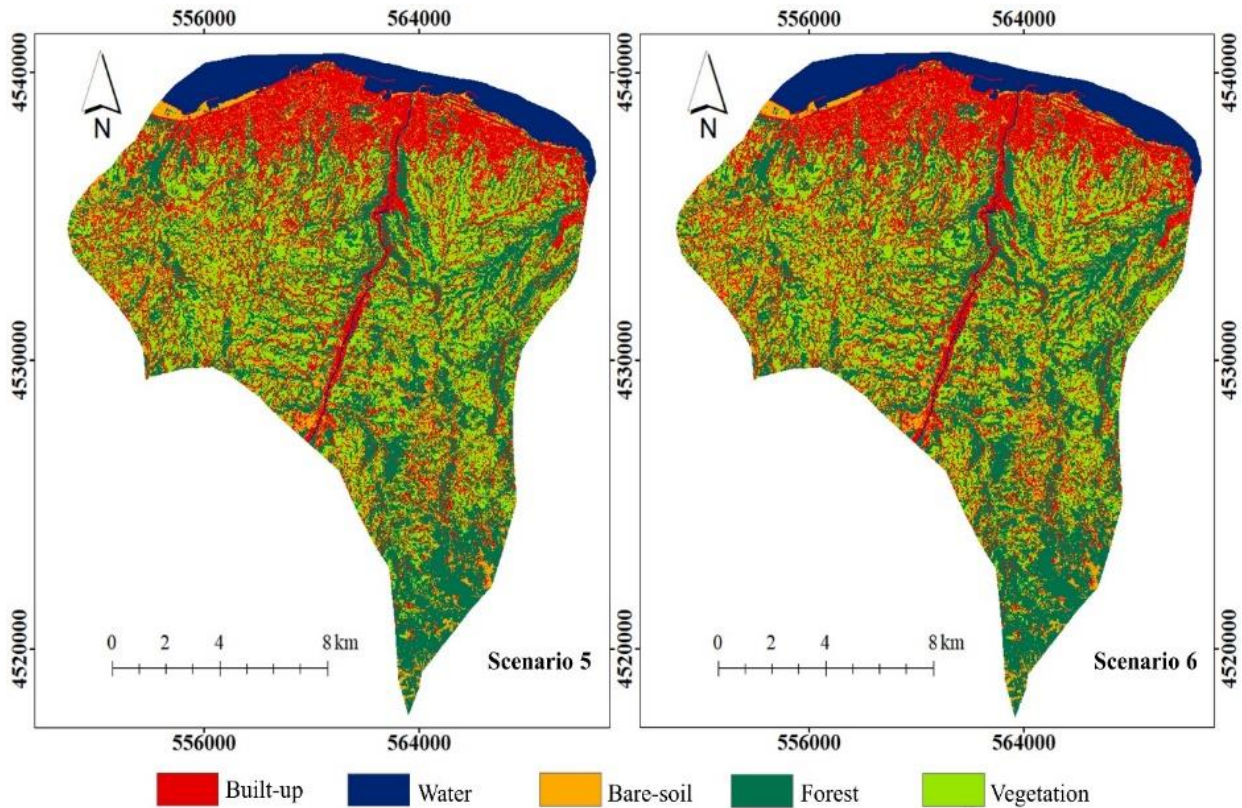 556000 564000 556000 564000
4540000 4540000
N N
4530000 4530000
0 2 4 8 km 0 2 4 8 km
4520000 Scenario 5 Scenario 6 4520000
556000 564000 556000 564000
Built-up Water Bare-soil Forest Vegetation